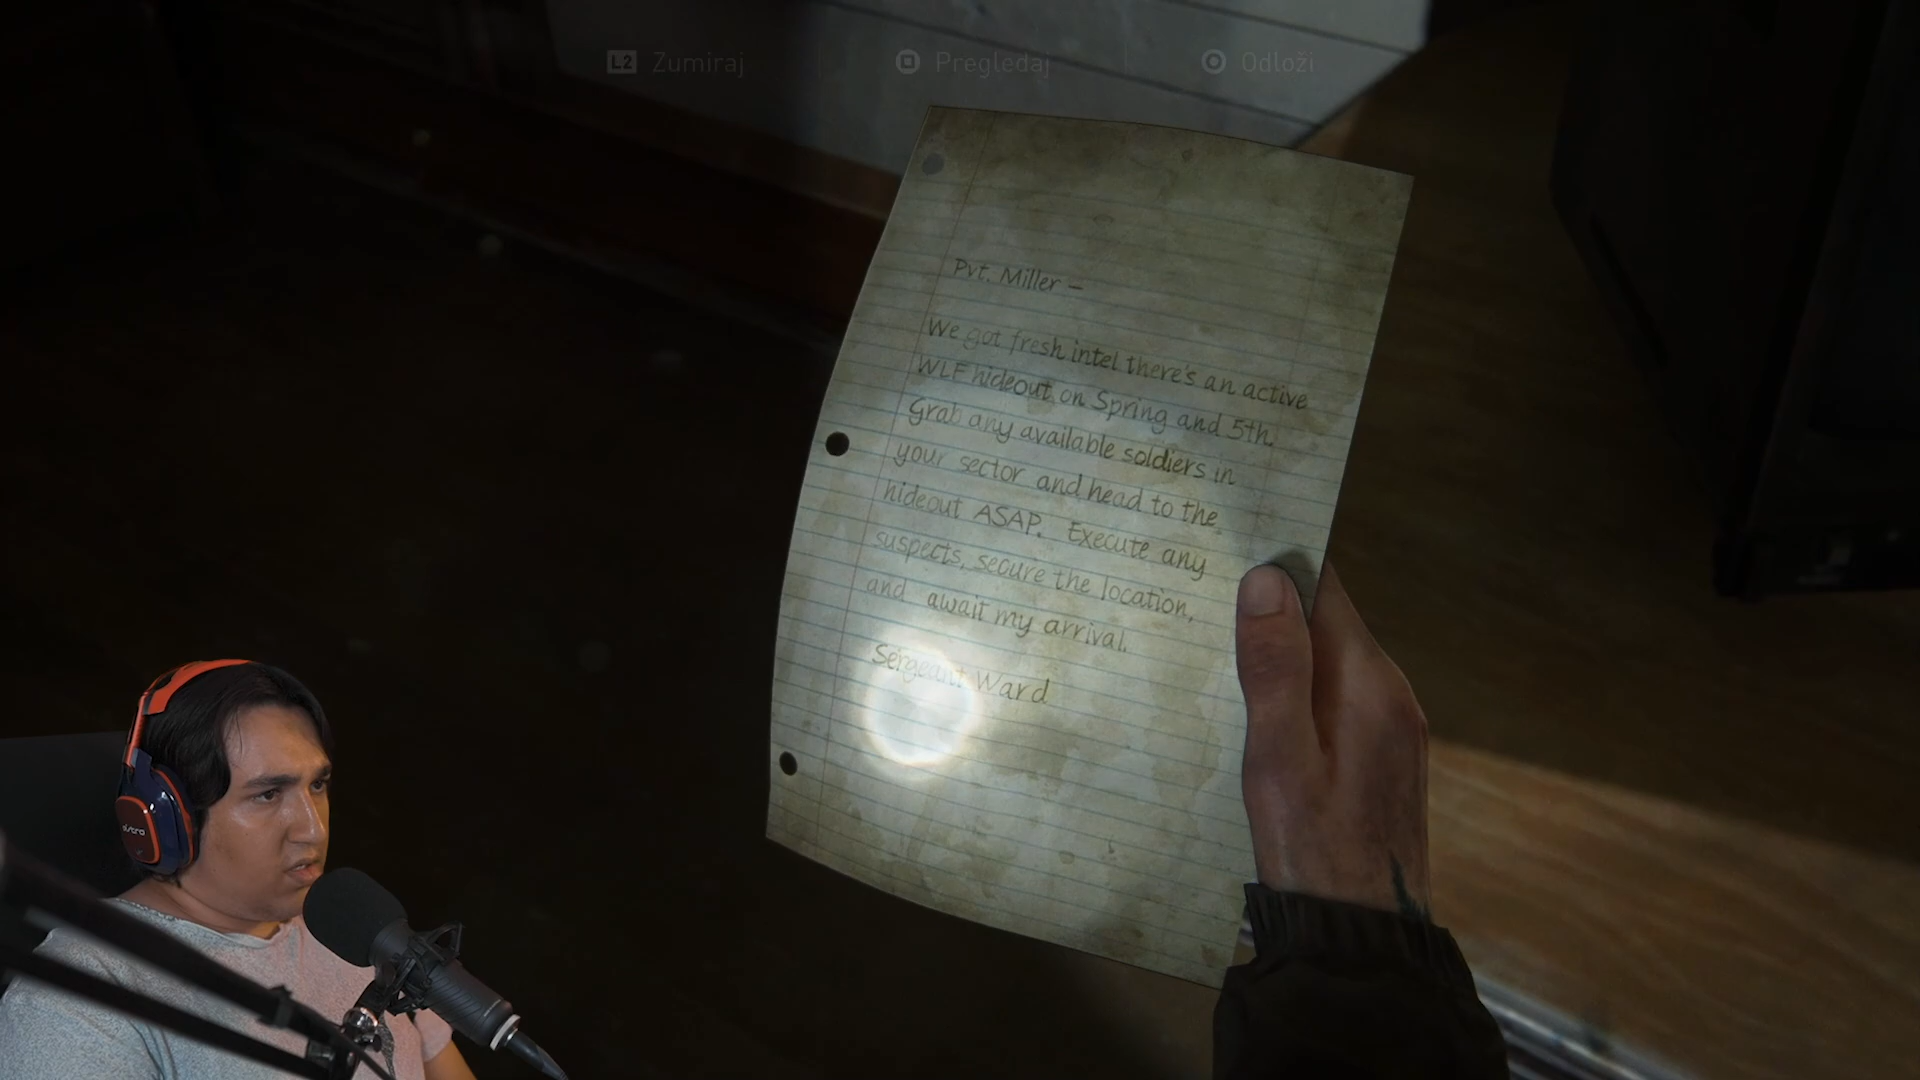 L2 Zumiraj
Pregledaj
Odloži
Pvt. Miller –
We got fresh intel there's an active
WLF hideout on Spring and 5th.
Grab any available soldiers in
your sector and head to the
hideout ASAP. Execute any
suspects, secure the location,
and await my arrival.
Sergeant Ward
astro